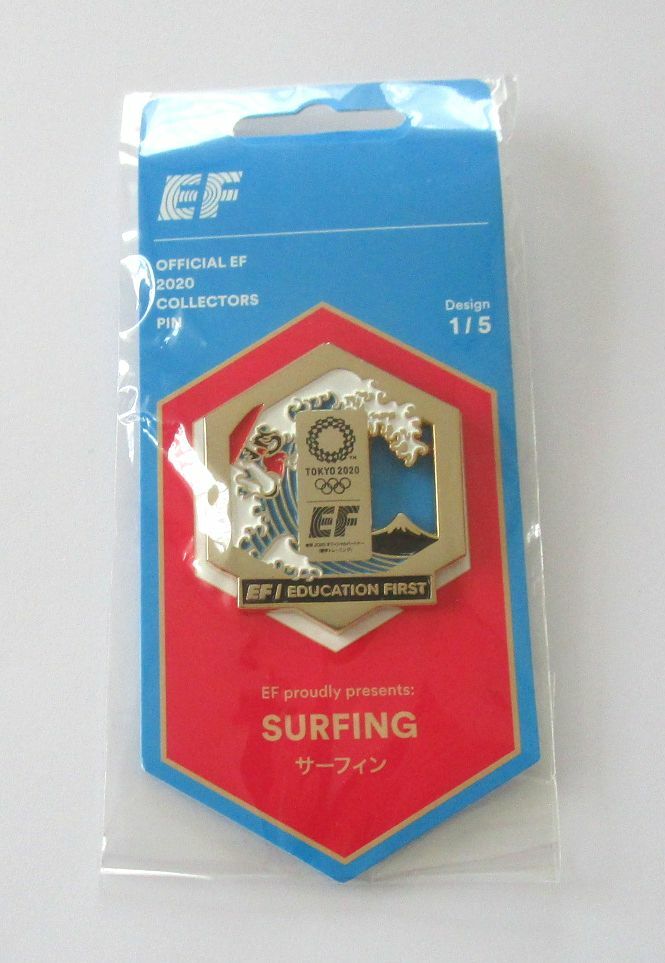 EF
OFFICIAL EF
2020
COLLECTORS
PIN
Design
1/5
TOKYO 2020
EF
EF EDUCATION FIRST
EF proudly presents:
SURFING
サーフィン